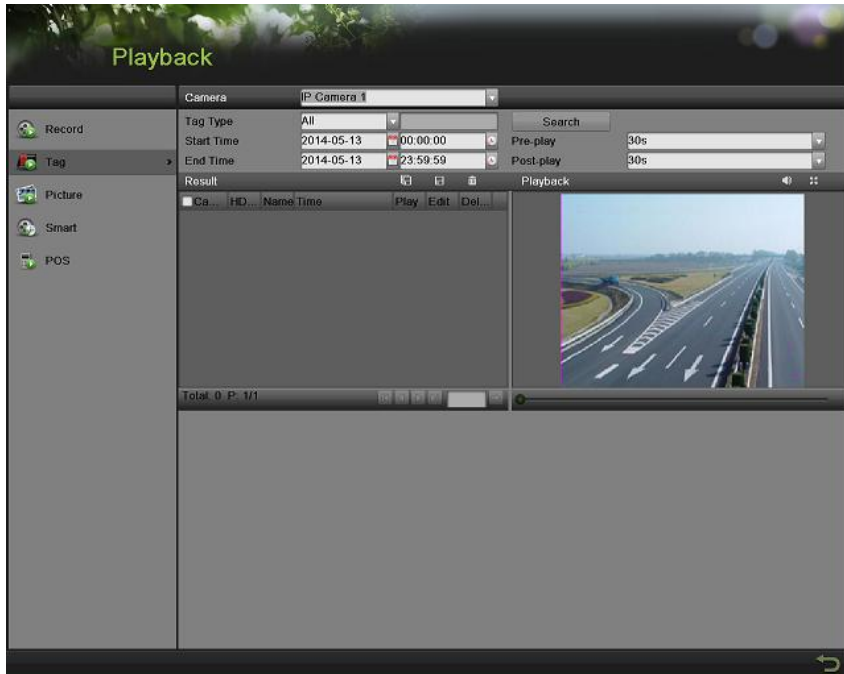 Playback
Camera IP Camera 1
Record
Tag
Picture
Smart
POS
Tag Type All Search
Start Time 2014-05-13 00:00:00 Pre-play 30s
End Time 2014-05-13 23:59:59 Post-play 30s
Result Playback
Ca... HD... Name Time Play Edit Del...
Total: 0 P: 1/1